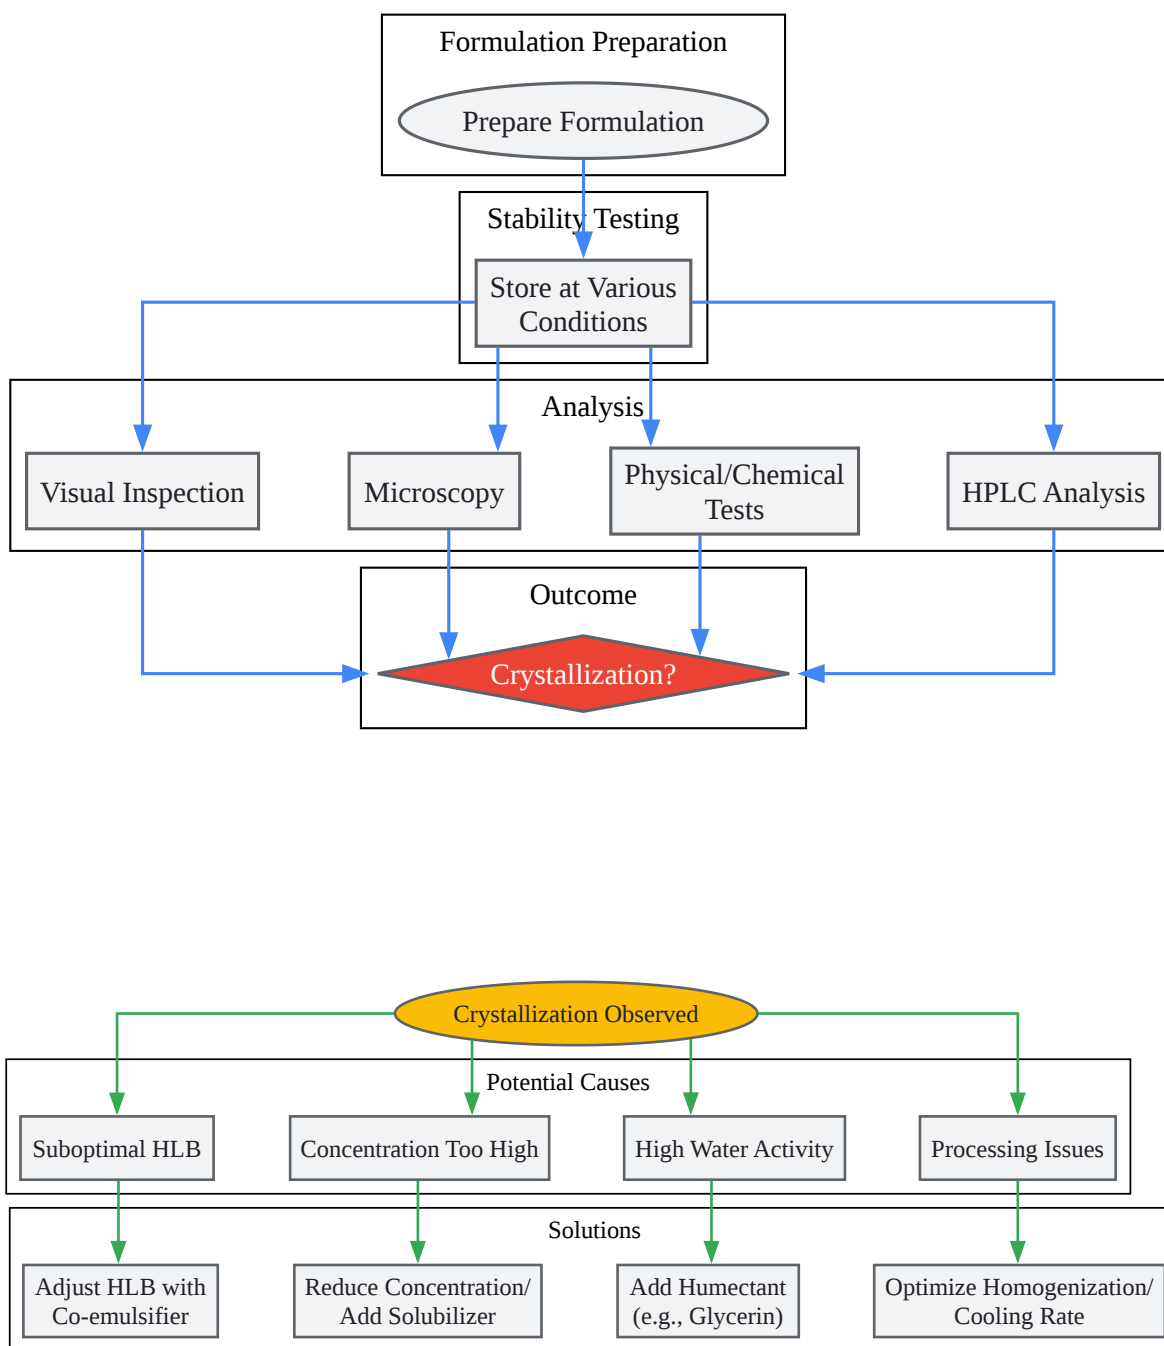 Formulation Preparation
Prepare Formulation
Stability Testing
Store at Various
Conditions
Analysis
Visual Inspection
Microscopy
Physical/Chemical
Tests
HPLC Analysis
Outcome
Crystallization?
Crystallization Observed
Potential Causes
Suboptimal HLB
Concentration Too High
High Water Activity
Processing Issues
Solutions
Adjust HLB with
Co-emulsifier
Reduce Concentration/
Add Solubilizer
Add Humectant
(e.g., Glycerin)
Optimize Homogenization/
Cooling Rate